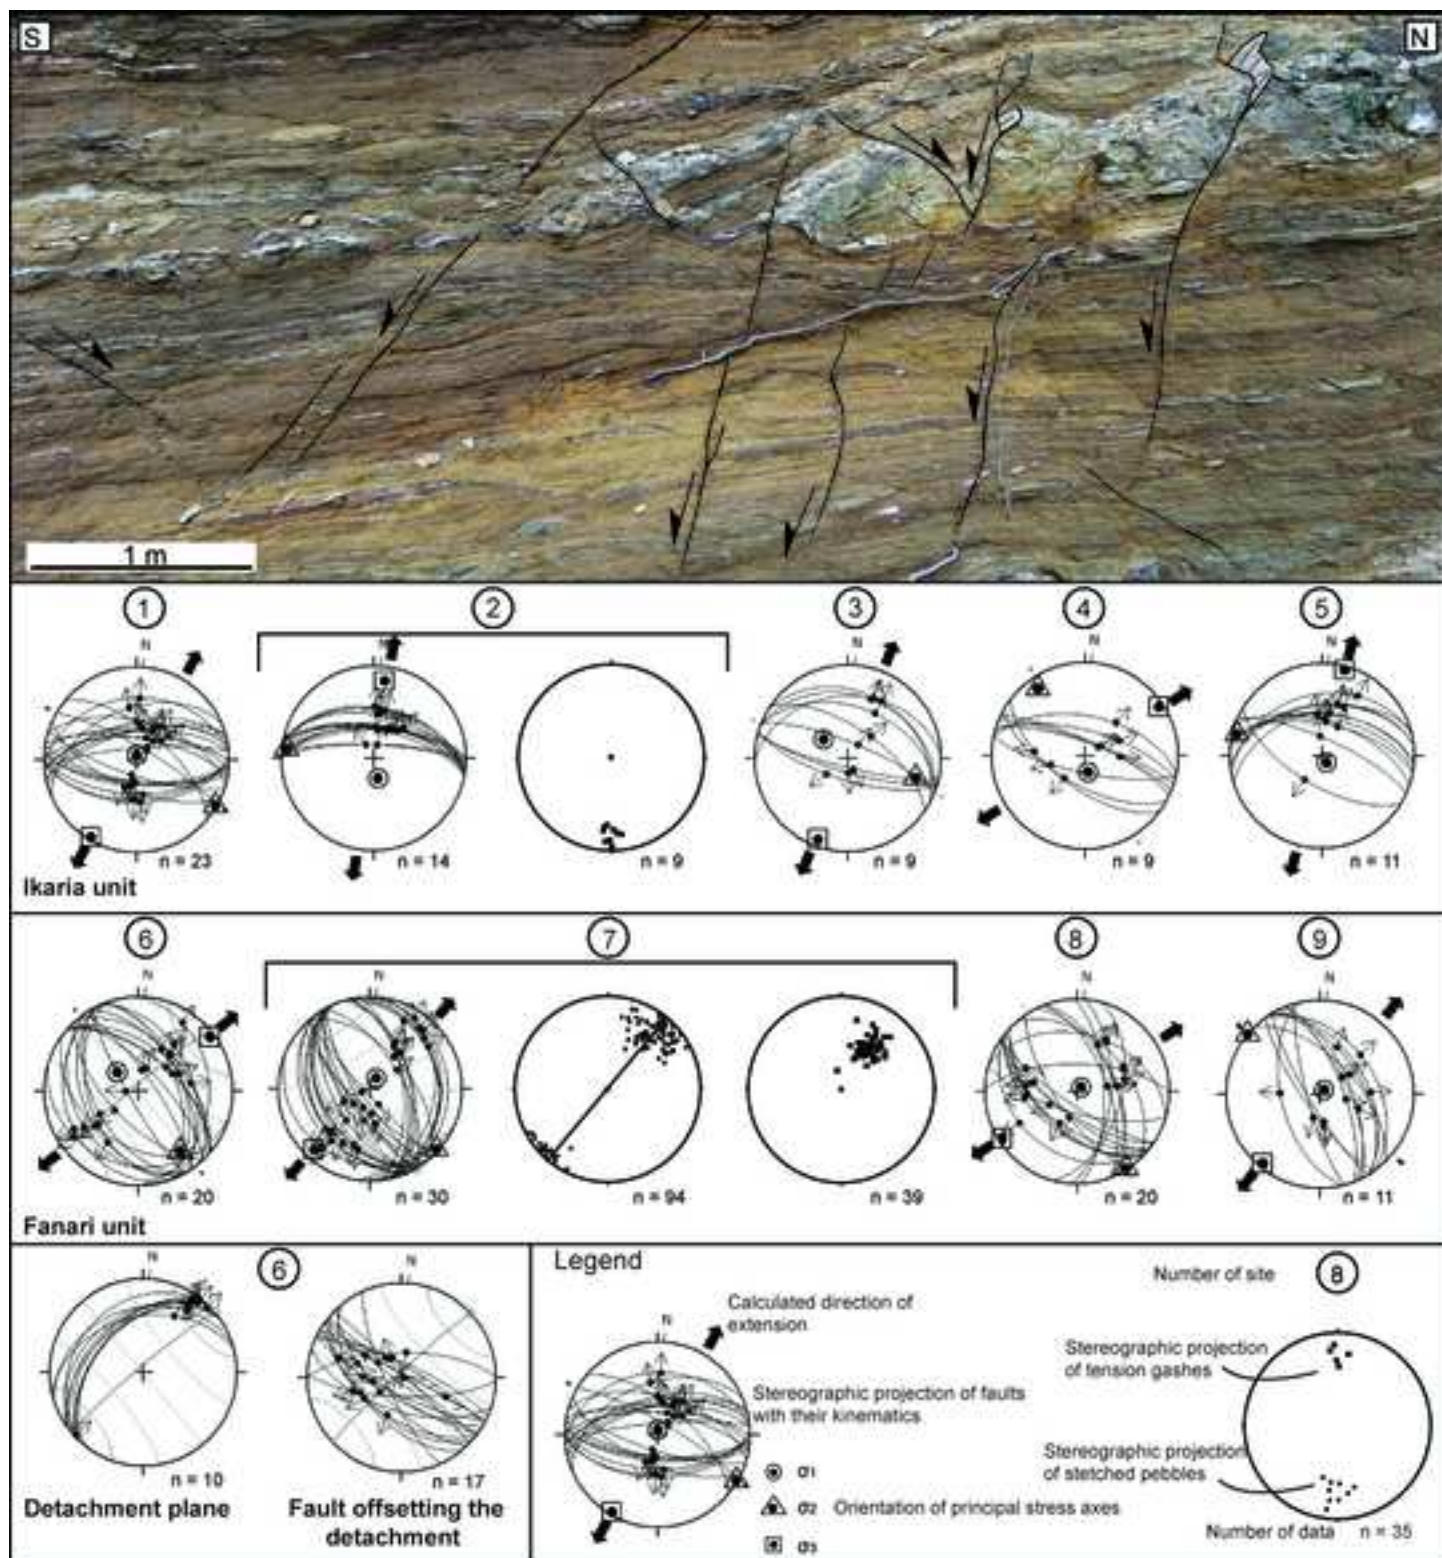 S
N
1 m
1
2
3
4
5
N
N
N
N
N
n = 23
n = 14
n = 9
n = 9
n = 9
n = 11
Ikaria unit
6
7
8
9
N
N
N
N
n = 20
n = 30
n = 94
n = 39
n = 20
n = 11
Fanari unit
6
N
N
n = 10
n = 17
Detachment plane
Fault offsetting the
detachment
Legend
Number of site
8
N
Calculated direction of
extension
Stereographic projection of faults
with their kinematics
σ1
σ2 Orientation of principal stress axes
σ3
Stereographic projection
of tension gashes
Stereographic projection
of stetched pebbles
Number of data n = 35